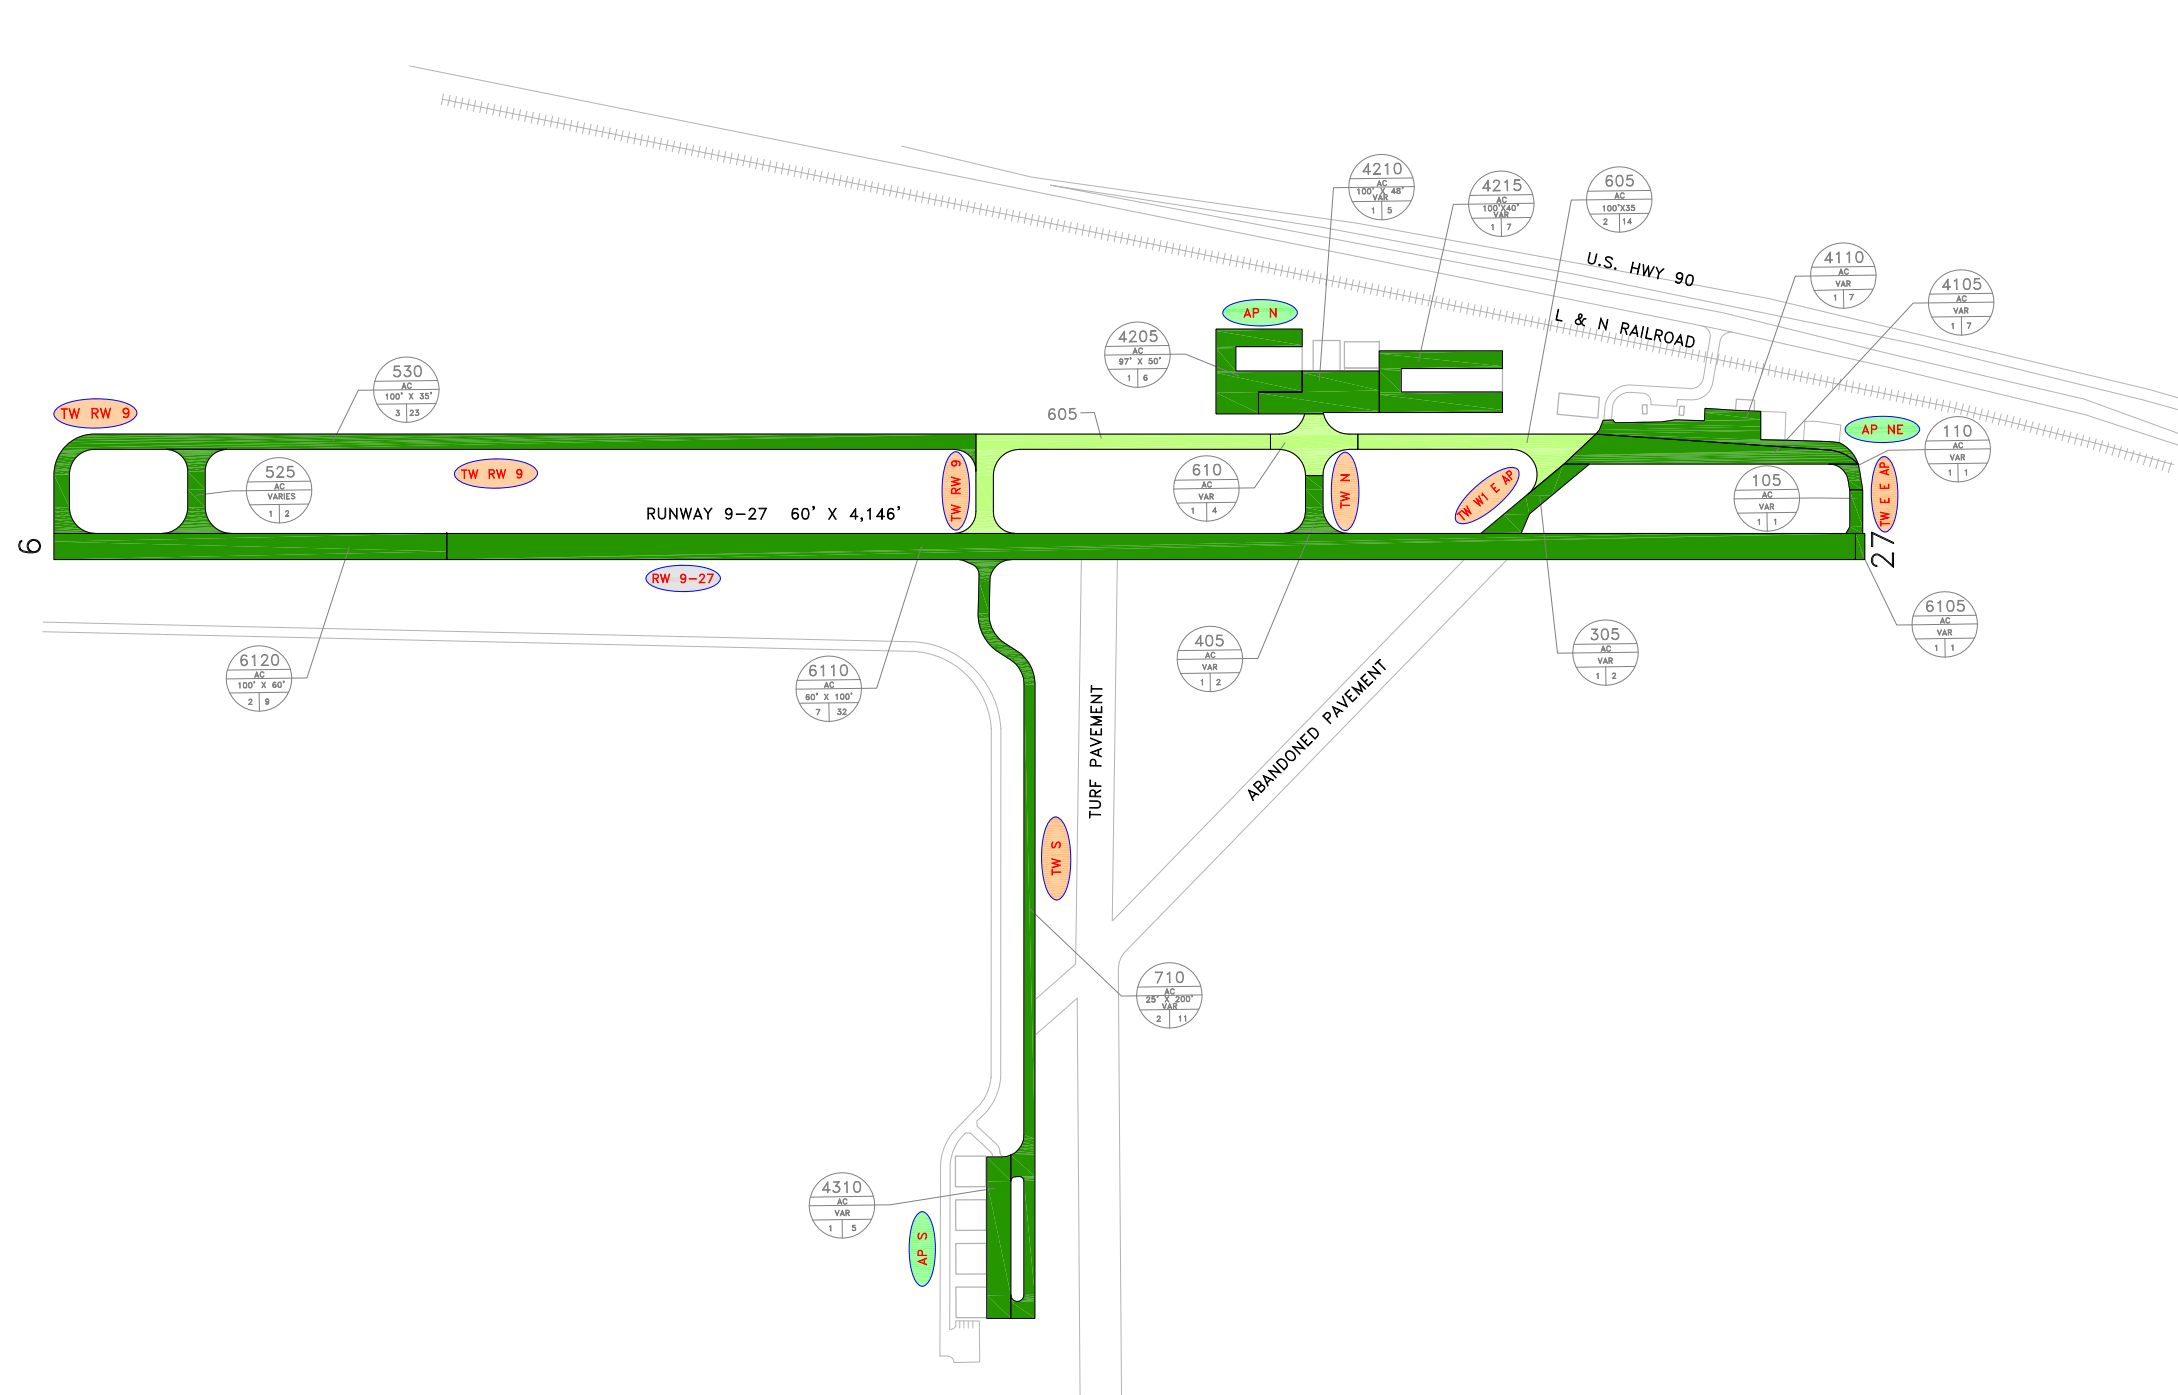 4210
AC
100' X 48'
VAR
1 5
4215
AC
100'X40'
VAR
1 7
605
AC
100'X35
2 14
U.S. HWY 90
4110
AC
VAR
1 7
4105
AC
VAR
1 7
L & N RAILROAD
AP N
4205
AC
97' X 50'
1 6
530
AC
100' X 35'
3 23
TW RW 9
605
AP NE
110
AC
VAR
1 1
TW RW 9
525
AC
VARIES
1 2
TW RW 9
610
AC
VAR
1 4
TW N
TW W1 E AP
105
AC
VAR
1 1
TW E E AP
RUNWAY 9-27 60' X 4,146'
9
27
RW 9-27
6105
AC
VAR
1 1
6120
AC
100' X 60'
2 9
6110
AC
60' X 100'
7 32
405
AC
VAR
1 2
305
AC
VAR
1 2
TURF PAVEMENT
ABANDONED PAVEMENT
TW S
710
AC
25' X 200'
VAR
2 11
4310
AC
VAR
1 5
AP S